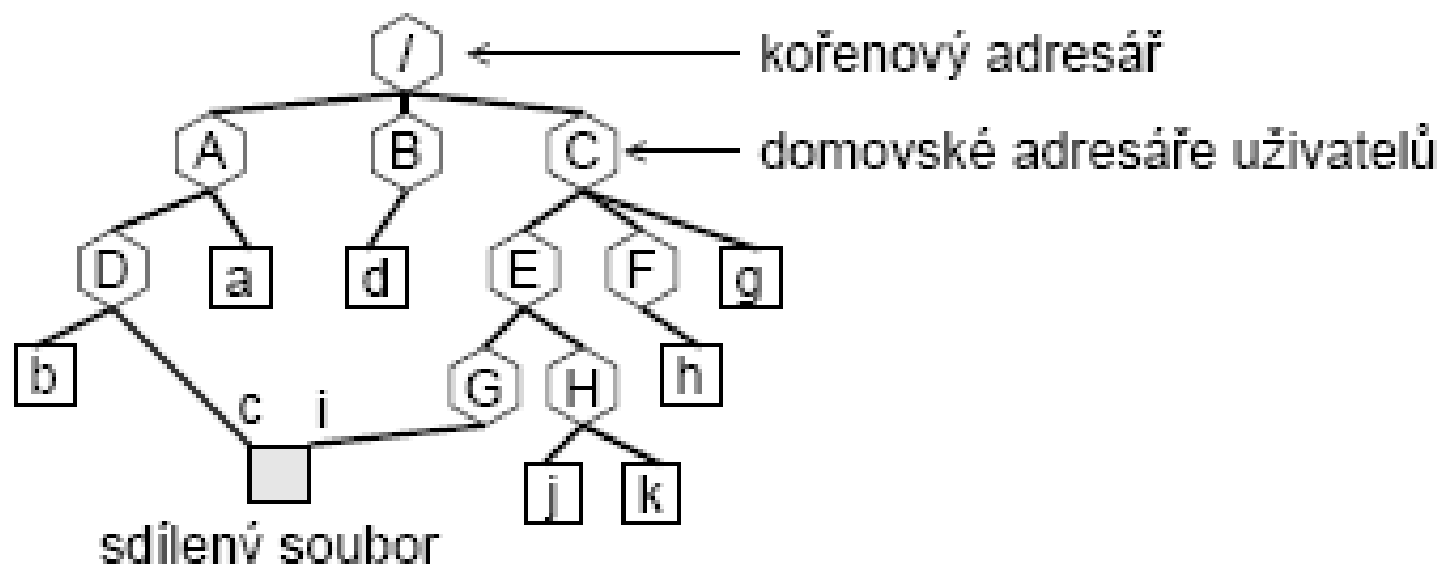 / kořenový adresář
A B C domovské adresáře uživatelů
D a d E F g
b G H h
c i
j k
sdílený soubor